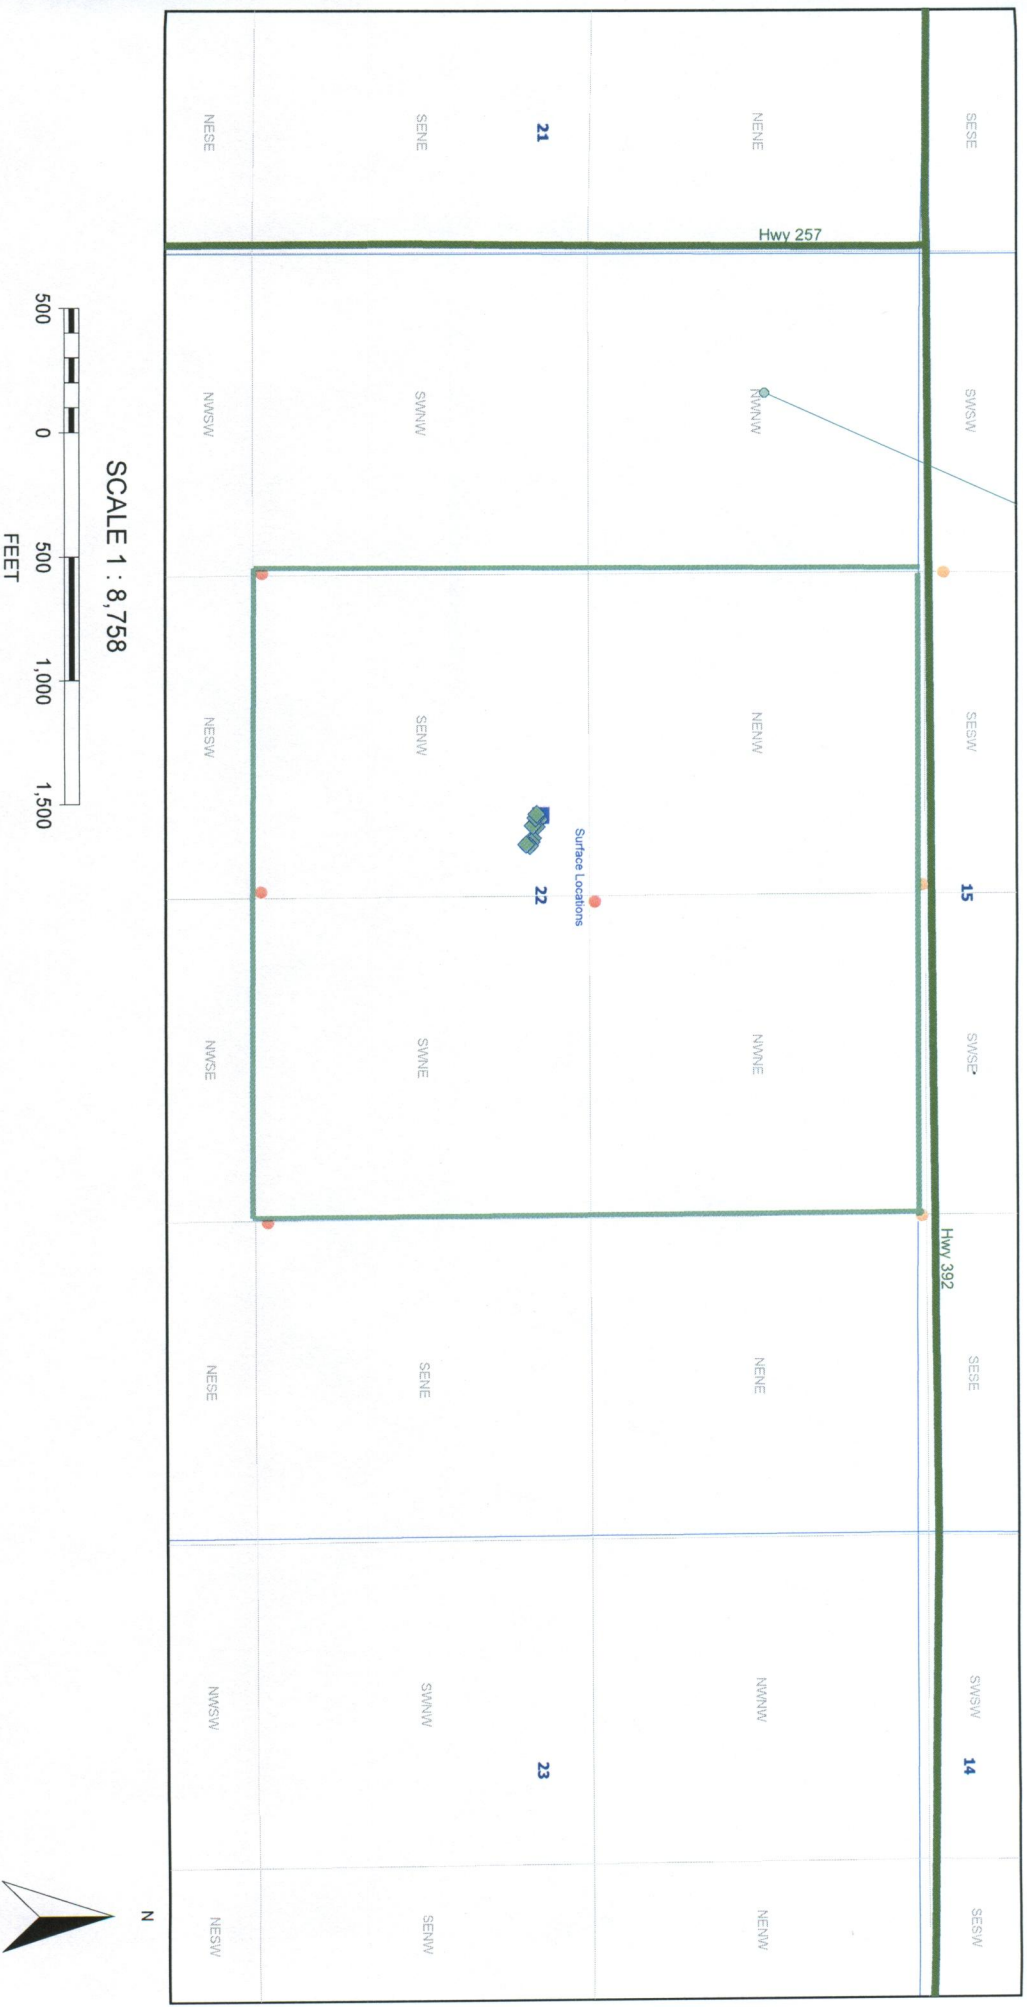 SESE SWSW SESW 15 SWSE SESE SWSW 14 SESW
Hwy 392
Hwy 257
NENE NWNW NENW NWNE NENE NWNW NENW
Surface Locations
21 22 23
SENE SWNW SENW SWNE SENE SWNW SENW
NESE NWSW NESW NWSE NESE NWSW NESW
N
SCALE 1 : 8,758
500 0 500 1,000 1,500
FEET